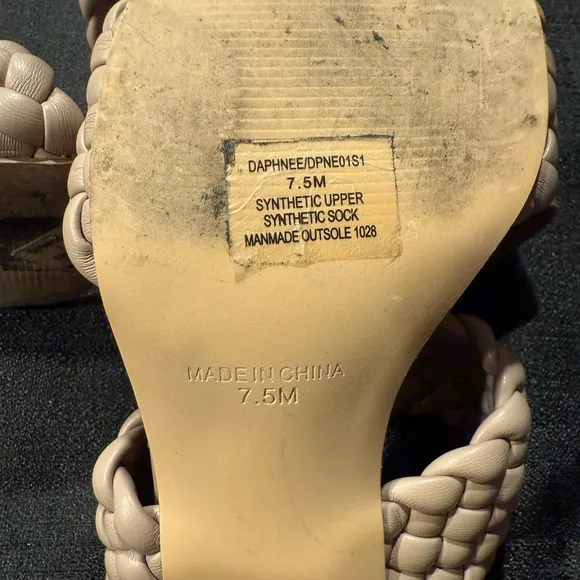 DAPHNEE/DPNE01S1
7.5M
SYNTHETIC UPPER
SYNTHETIC SOCK
MANMADE OUTSOLE 1028
MADE IN CHINA
7.5M